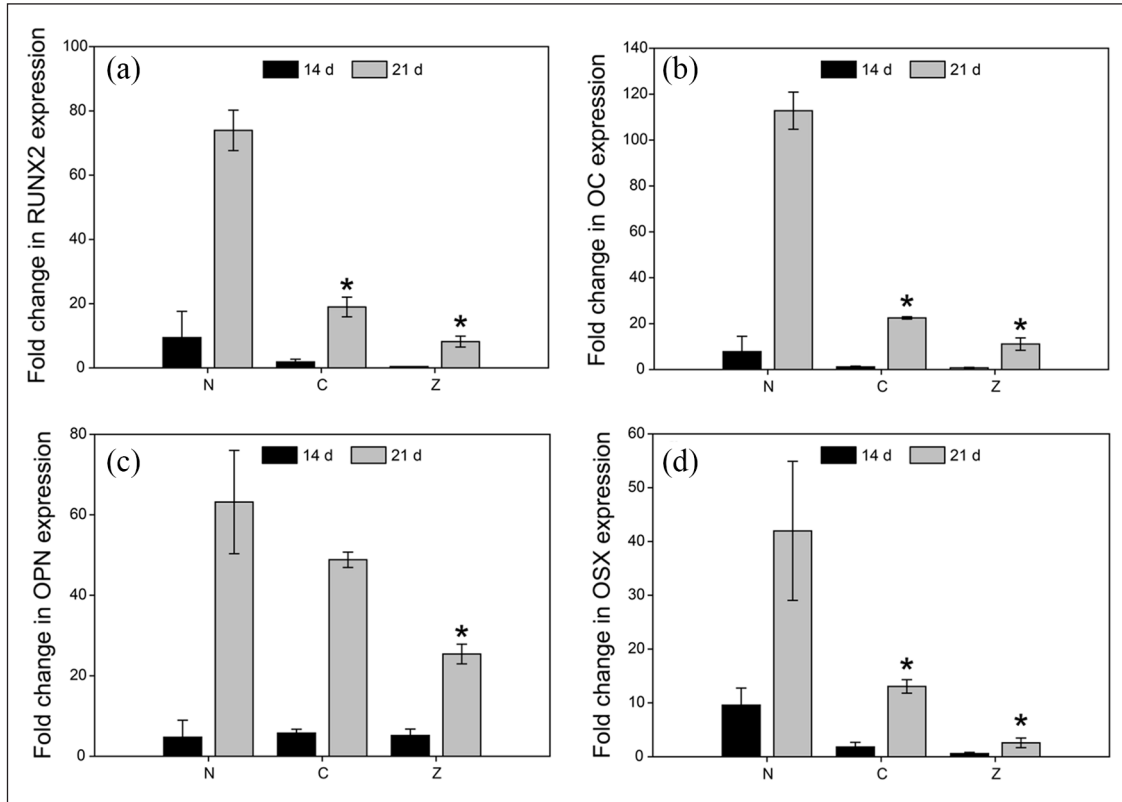 (a)
14 d 21 d
Fold change in RUNX2 expression
100
80
60
40
20
0
*
*
N C Z
(b)
14 d 21 d
Fold change in OC expression
140
120
100
80
60
40
20
0
*
*
N C Z
(c)
14 d 21 d
Fold change in OPN expression
80
60
40
20
0
*
N C Z
(d)
14 d 21 d
Fold change in OSX expression
60
50
40
30
20
10
0
*
*
N C Z